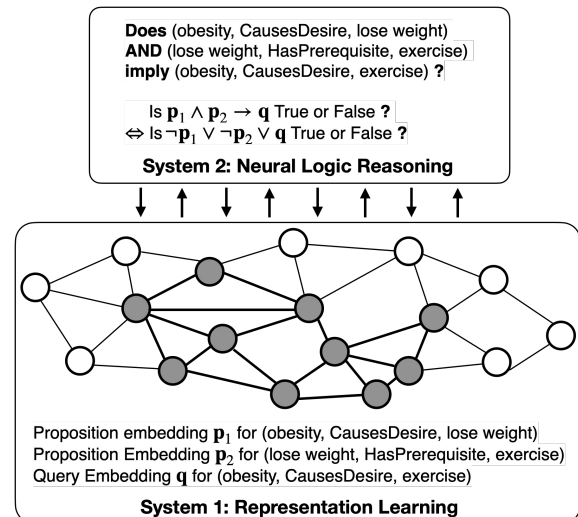 Does (obesity, CausesDesire, lose weight)
AND (lose weight, HasPrerequisite, exercise)
imply (obesity, CausesDesire, exercise) ?
Is p₁ ∧ p₂ → q True or False ?
⇔ Is ¬p₁ ∨ ¬p₂ ∨ q True or False ?
System 2: Neural Logic Reasoning
Proposition embedding p₁ for (obesity, CausesDesire, lose weight)
Proposition Embedding p₂ for (lose weight, HasPrerequisite, exercise)
Query Embedding q for (obesity, CausesDesire, exercise)
System 1: Representation Learning